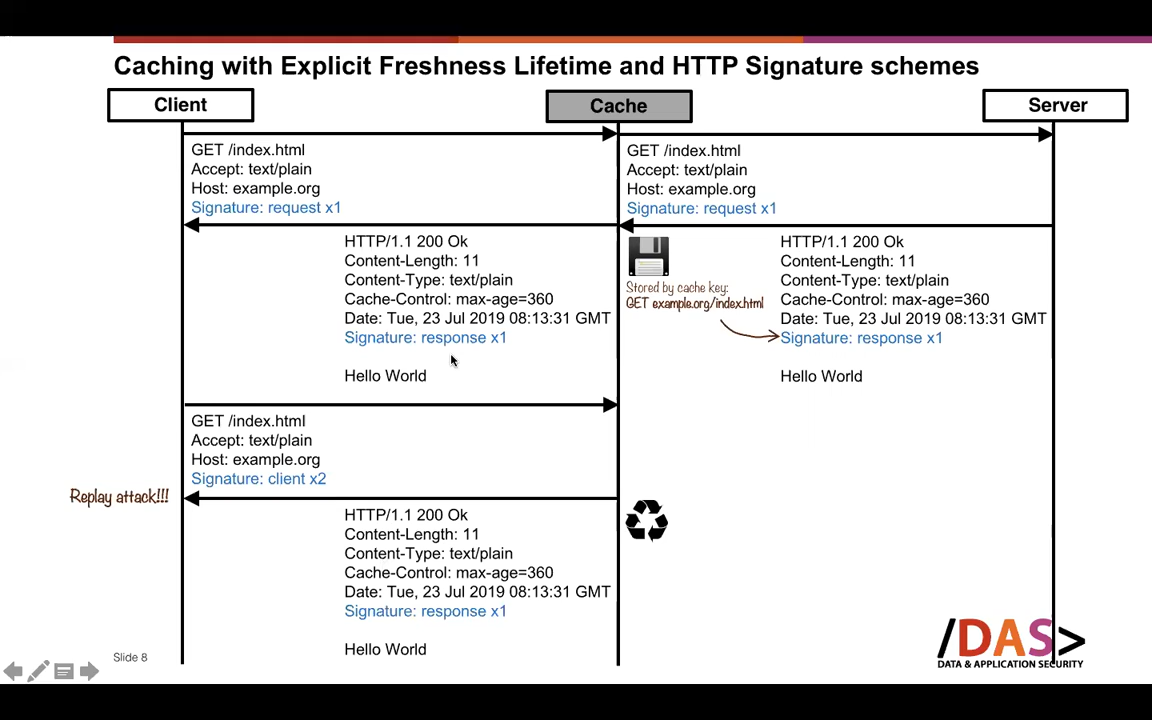 Caching with Explicit Freshness Lifetime and HTTP Signature schemes
Client
Cache
Server
GET /index.html
Accept: text/plain
Host: example.org
Signature: request x1
GET /index.html
Accept: text/plain
Host: example.org
Signature: request x1
HTTP/1.1 200 Ok
Content-Length: 11
Content-Type: text/plain
Cache-Control: max-age=360
Date: Tue, 23 Jul 2019 08:13:31 GMT
Signature: response x1
Hello World
Stored by cache key:
GET example.org/index.html
HTTP/1.1 200 Ok
Content-Length: 11
Content-Type: text/plain
Cache-Control: max-age=360
Date: Tue, 23 Jul 2019 08:13:31 GMT
Signature: response x1
Hello World
GET /index.html
Accept: text/plain
Host: example.org
Signature: client x2
Replay attack!!!
HTTP/1.1 200 Ok
Content-Length: 11
Content-Type: text/plain
Cache-Control: max-age=360
Date: Tue, 23 Jul 2019 08:13:31 GMT
Signature: response x1
Hello World
Slide 8
/DAS>
DATA & APPLICATION SECURITY